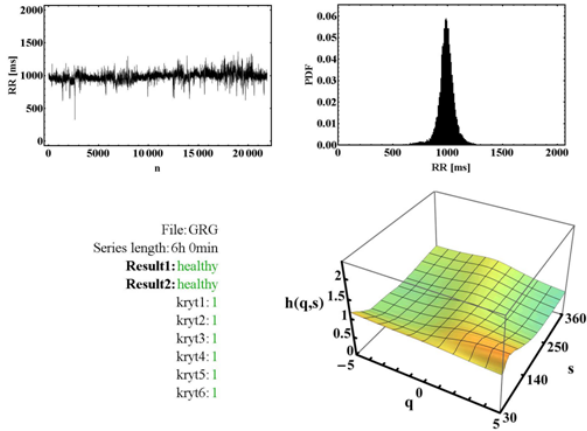 2000
1500
1000
500
0
RR [ms]
0 5000 10 000 15 000 20 000
n
0.06
0.05
0.04
0.03
0.02
0.01
0.00
PDF
0 500 1000 1500 2000
RR [ms]
File: GRG
Series length: 6h 0min
Result1: healthy
Result2: healthy
kryt1: 1
kryt2: 1
kryt3: 1
kryt4: 1
kryt5: 1
kryt6: 1
2
1.5
1
0.5
0
h(q,s)
-5 0 5
q
30 140 250 360
s